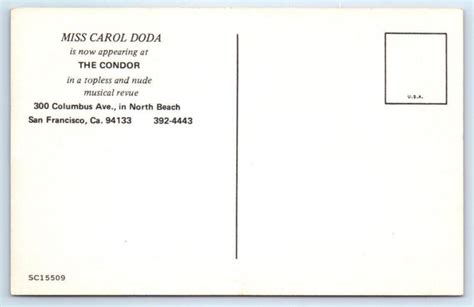 MISS CAROL DODA
is now appearing at
THE CONDOR
in a topless and nude
musical revue
300 Columbus Ave., in North Beach
San Francisco, Ca. 94133 392-4443
U.S.A.
SC15509